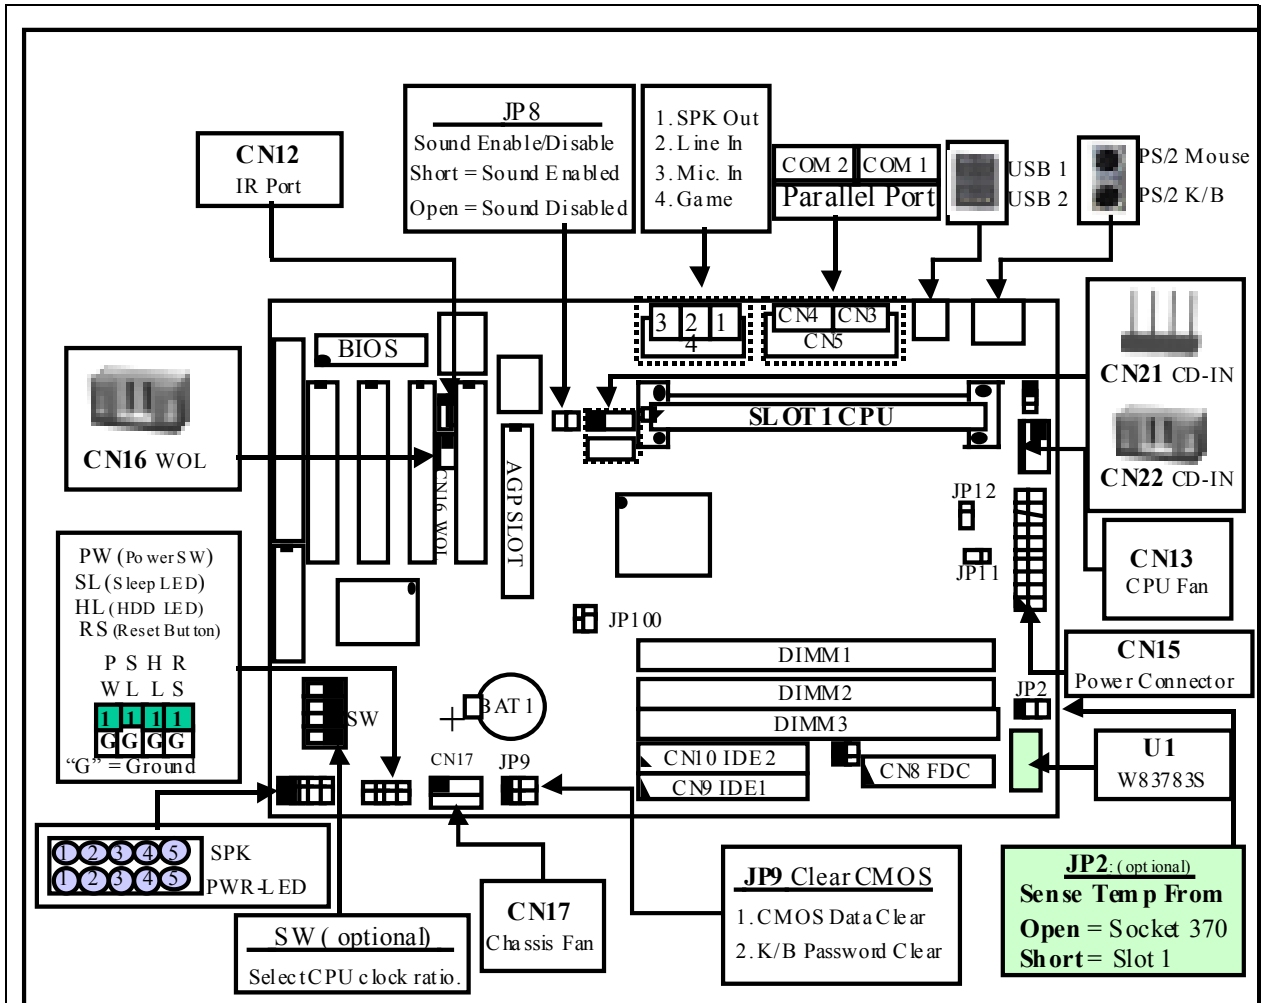 JP8
Sound Enable/Disable
Short = Sound Enabled
Open = Sound Disabled
1. SPK Out
2. Line In
3. Mic. In
4. Game
CN12
IR Port
COM 2
COM 1
Parallel Port
USB 1
USB 2
PS/2 Mouse
PS/2 K/B
3 2 1
4
CN4
CN3
CN5
BIOS
CN16 WOL
CN21 CD-IN
CN22 CD-IN
SLOT 1 CPU
CN16 WOL
AGP SLOT
JP12
JP11
CN13
CPU Fan
PW (Power SW)
SL (Sleep LED)
HL (HDD LED)
RS (Reset Button)
P S H R
W L L S
1 1 1 1
G G G G
“G” = Ground
JP100
DIMM1
DIMM2
DIMM3
CN15
Power Connector
JP2
SW
BAT1
CN17
JP9
CN10 IDE2
CN9 IDE1
CN8 FDC
U1
W83783S
1 2 3 4 5 SPK
1 2 3 4 5 PWR-LED
SW ( optional)
Select CPU clock ratio.
CN17
Chassis Fan
JP9 Clear CMOS
1. CMOS Data Clear
2. K/B Password Clear
JP2: (optional)
Sense Temp From
Open = Socket 370
Short = Slot 1